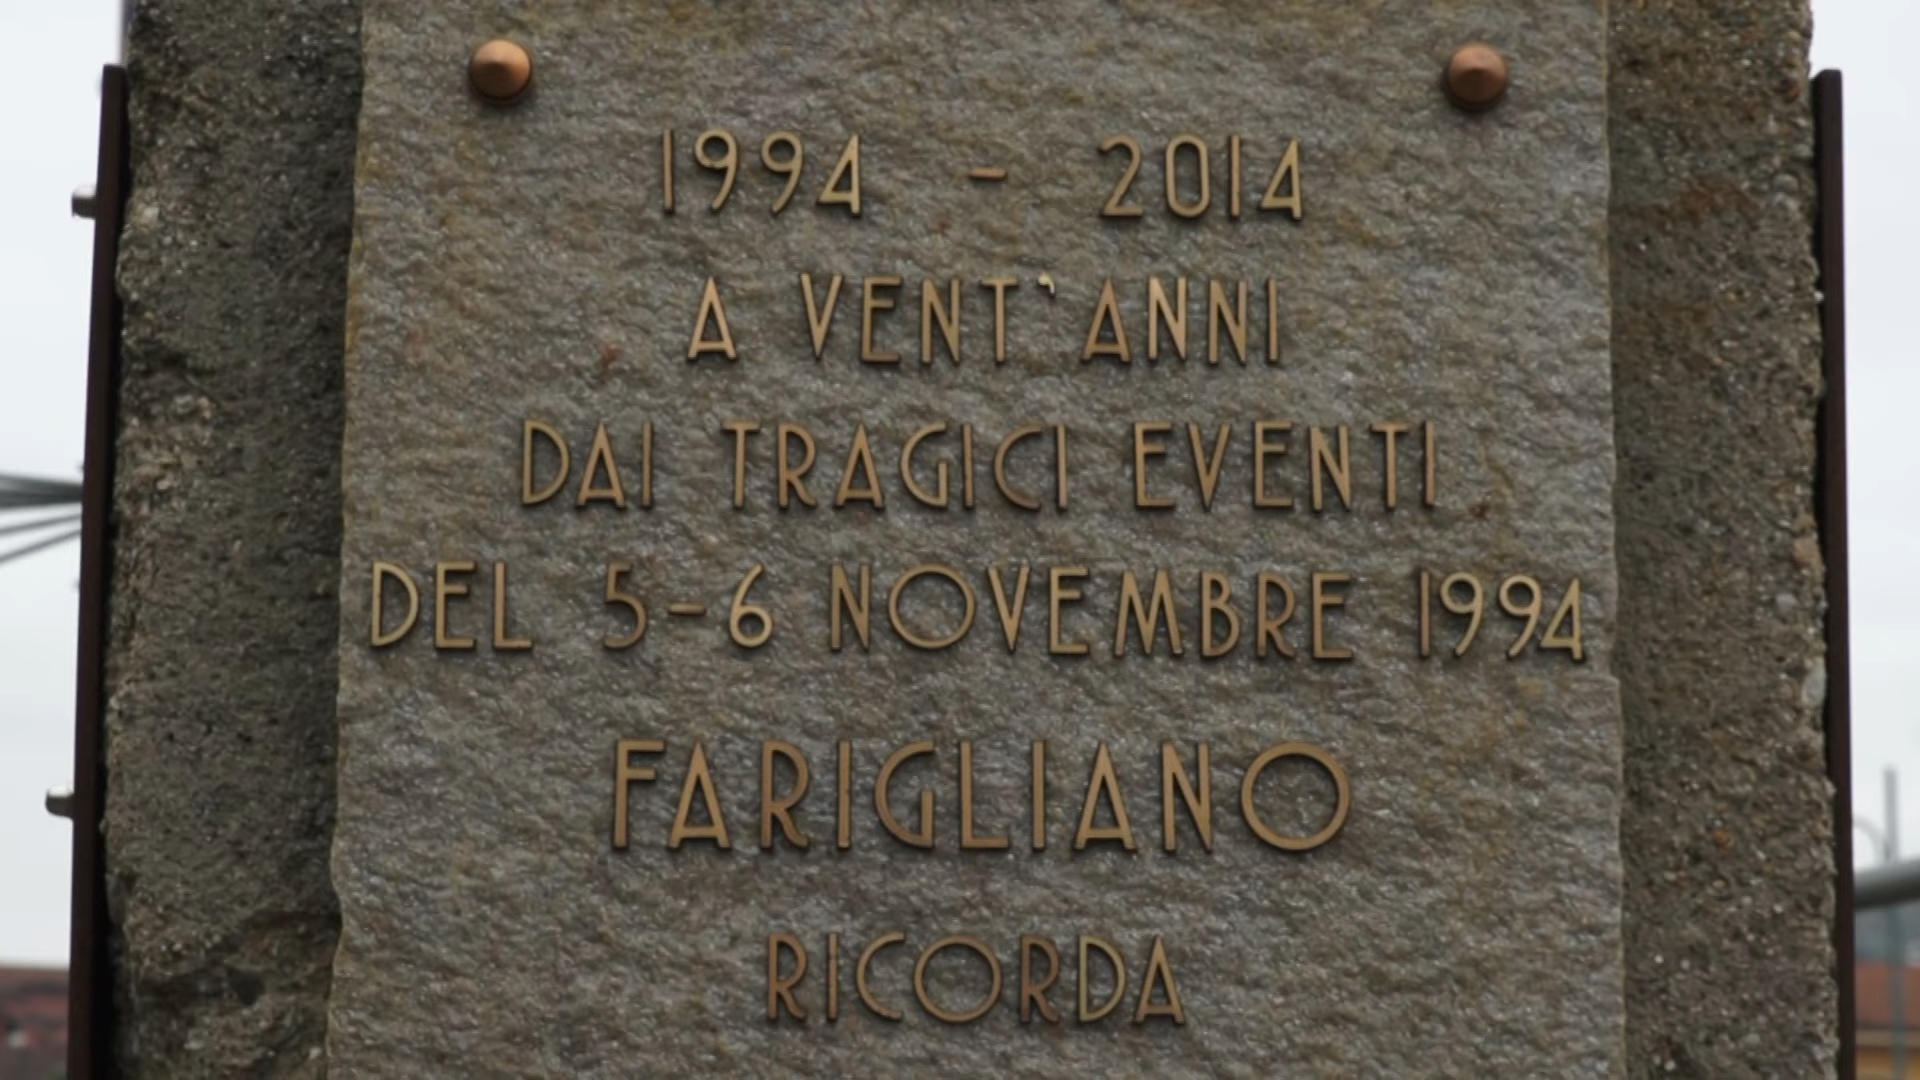 1994 - 2014
A VENT'ANNI
DAI TRAGICI EVENTI
DEL 5-6 NOVEMBRE 1994
FARIGLIANO
RICORDA